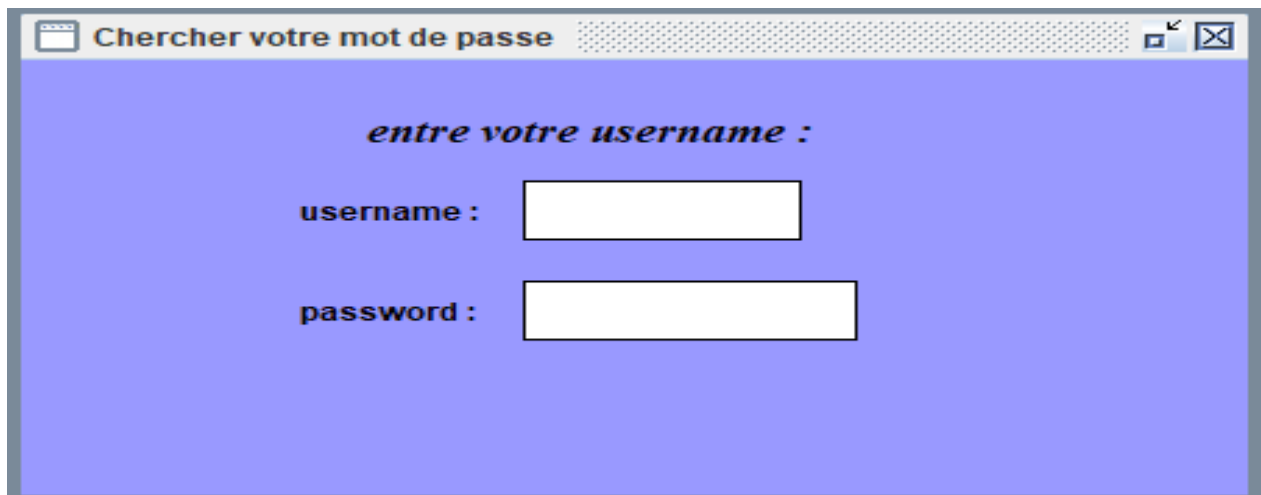 Chercher votre mot de passe
entre votre username :
username :
password :